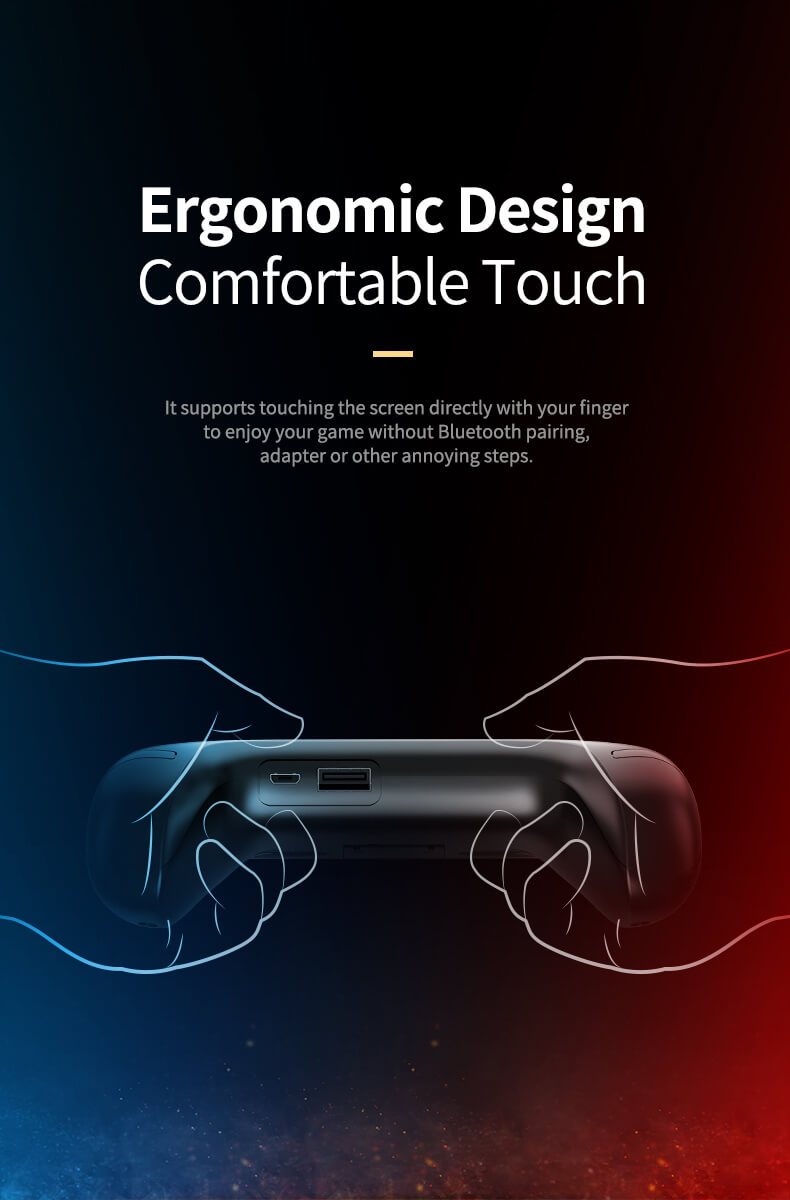 Ergonomic Design
Comfortable Touch
It supports touching the screen directly with your finger
to enjoy your game without Bluetooth pairing,
adapter or other annoying steps.